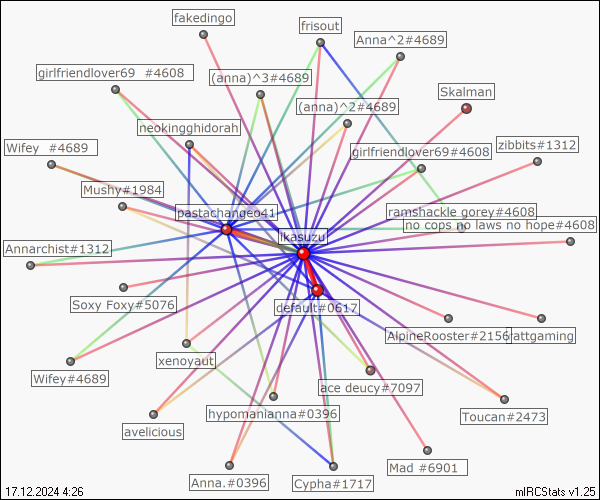 fakedingo
frisout
Anna^2#4689
girlfriendlover69 #4608
(anna)^3#4689
Skalman
(anna)^2#4689
neokingghidorah
zibbits#1312
Wifey #4689
girlfriendlover69#4608
Mushy#1984
pastachangeo41
ramshackle gorey#4608
no cops no laws no hope#4608
ikasuzu
Annarchist#1312
Soxy Foxy#5076
default#0617
AlpineRooster#2156
attgaming
xenoyaut
Wifey#4689
ace deucy#7097
hypomanianna#0396
Toucan#2473
avelicious
Mad #6901
Anna.#0396
Cypha#1717
17.12.2024 4:26
mIRCStats v1.25